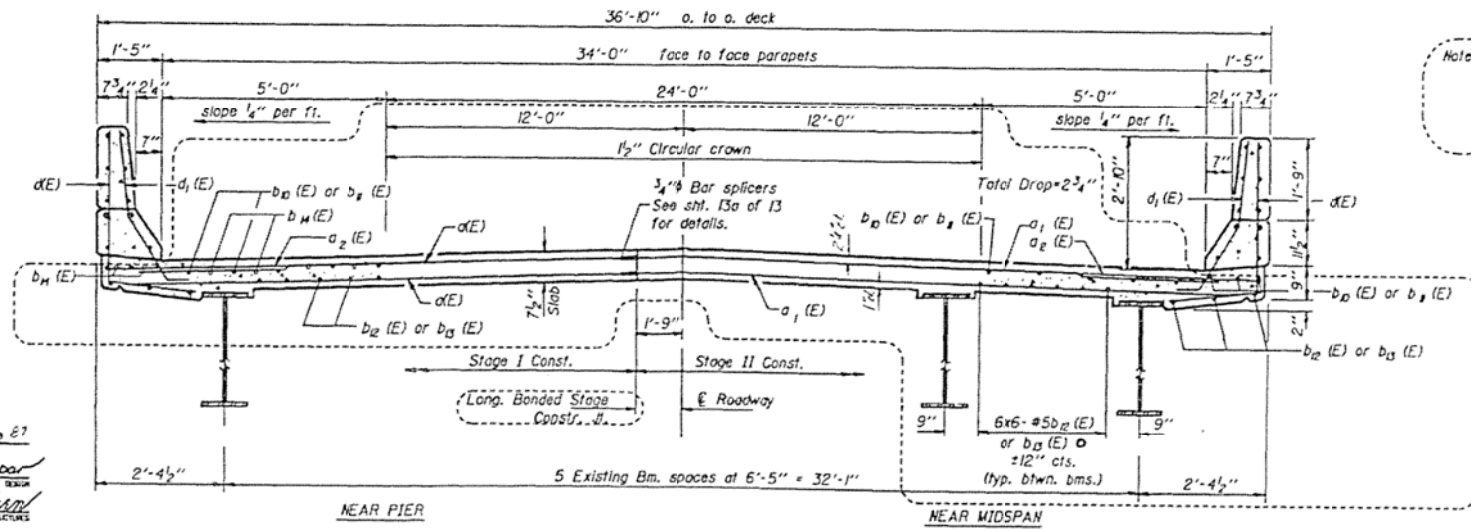 36'-10" o. to o. deck
1'-5" 34'-0" face to face parapets 1'-5"
Note
7¾" 2¼" 5'-0" 24'-0" 5'-0" 2¼" 7¾"
slope ¼" per ft. 12'-0" 12'-0" slope ¼" per ft.
7" 1½" Circular crown 7"
¾"φ Bar splicers
See sht. 13a of 13
for details.
Total Drop=2¾"
2'-10"
1'-9"
11½"
9"
2"
d(E) d₁(E) b₁₀(E) or b₁₁(E)
b₁₄(E)
a₂(E) a(E)
b₁₀(E) or b₁₁(E) a₁(E)
a₂(E)
d₁(E) d(E)
b₁₄(E) a(E)
7½"
Slab
a₁(E)
b₁₀(E) or b₁₁(E)
b₁₂(E) or b₁₃(E)
1'-9"
b₁₂(E) or b₁₃(E)
Stage I Const. Stage II Const.
Long. Bonded Stage
Constr. Jt.
℄ Roadway
9" 6x6-#5b₁₂(E) 9"
or b₁₃(E) @
±12" cts.
(typ. btwn. bms.)
87
2'-4½" 5 Existing Bm. spaces at 6'-5" = 32'-1" 2'-4½"
NEAR PIER NEAR MIDSPAN